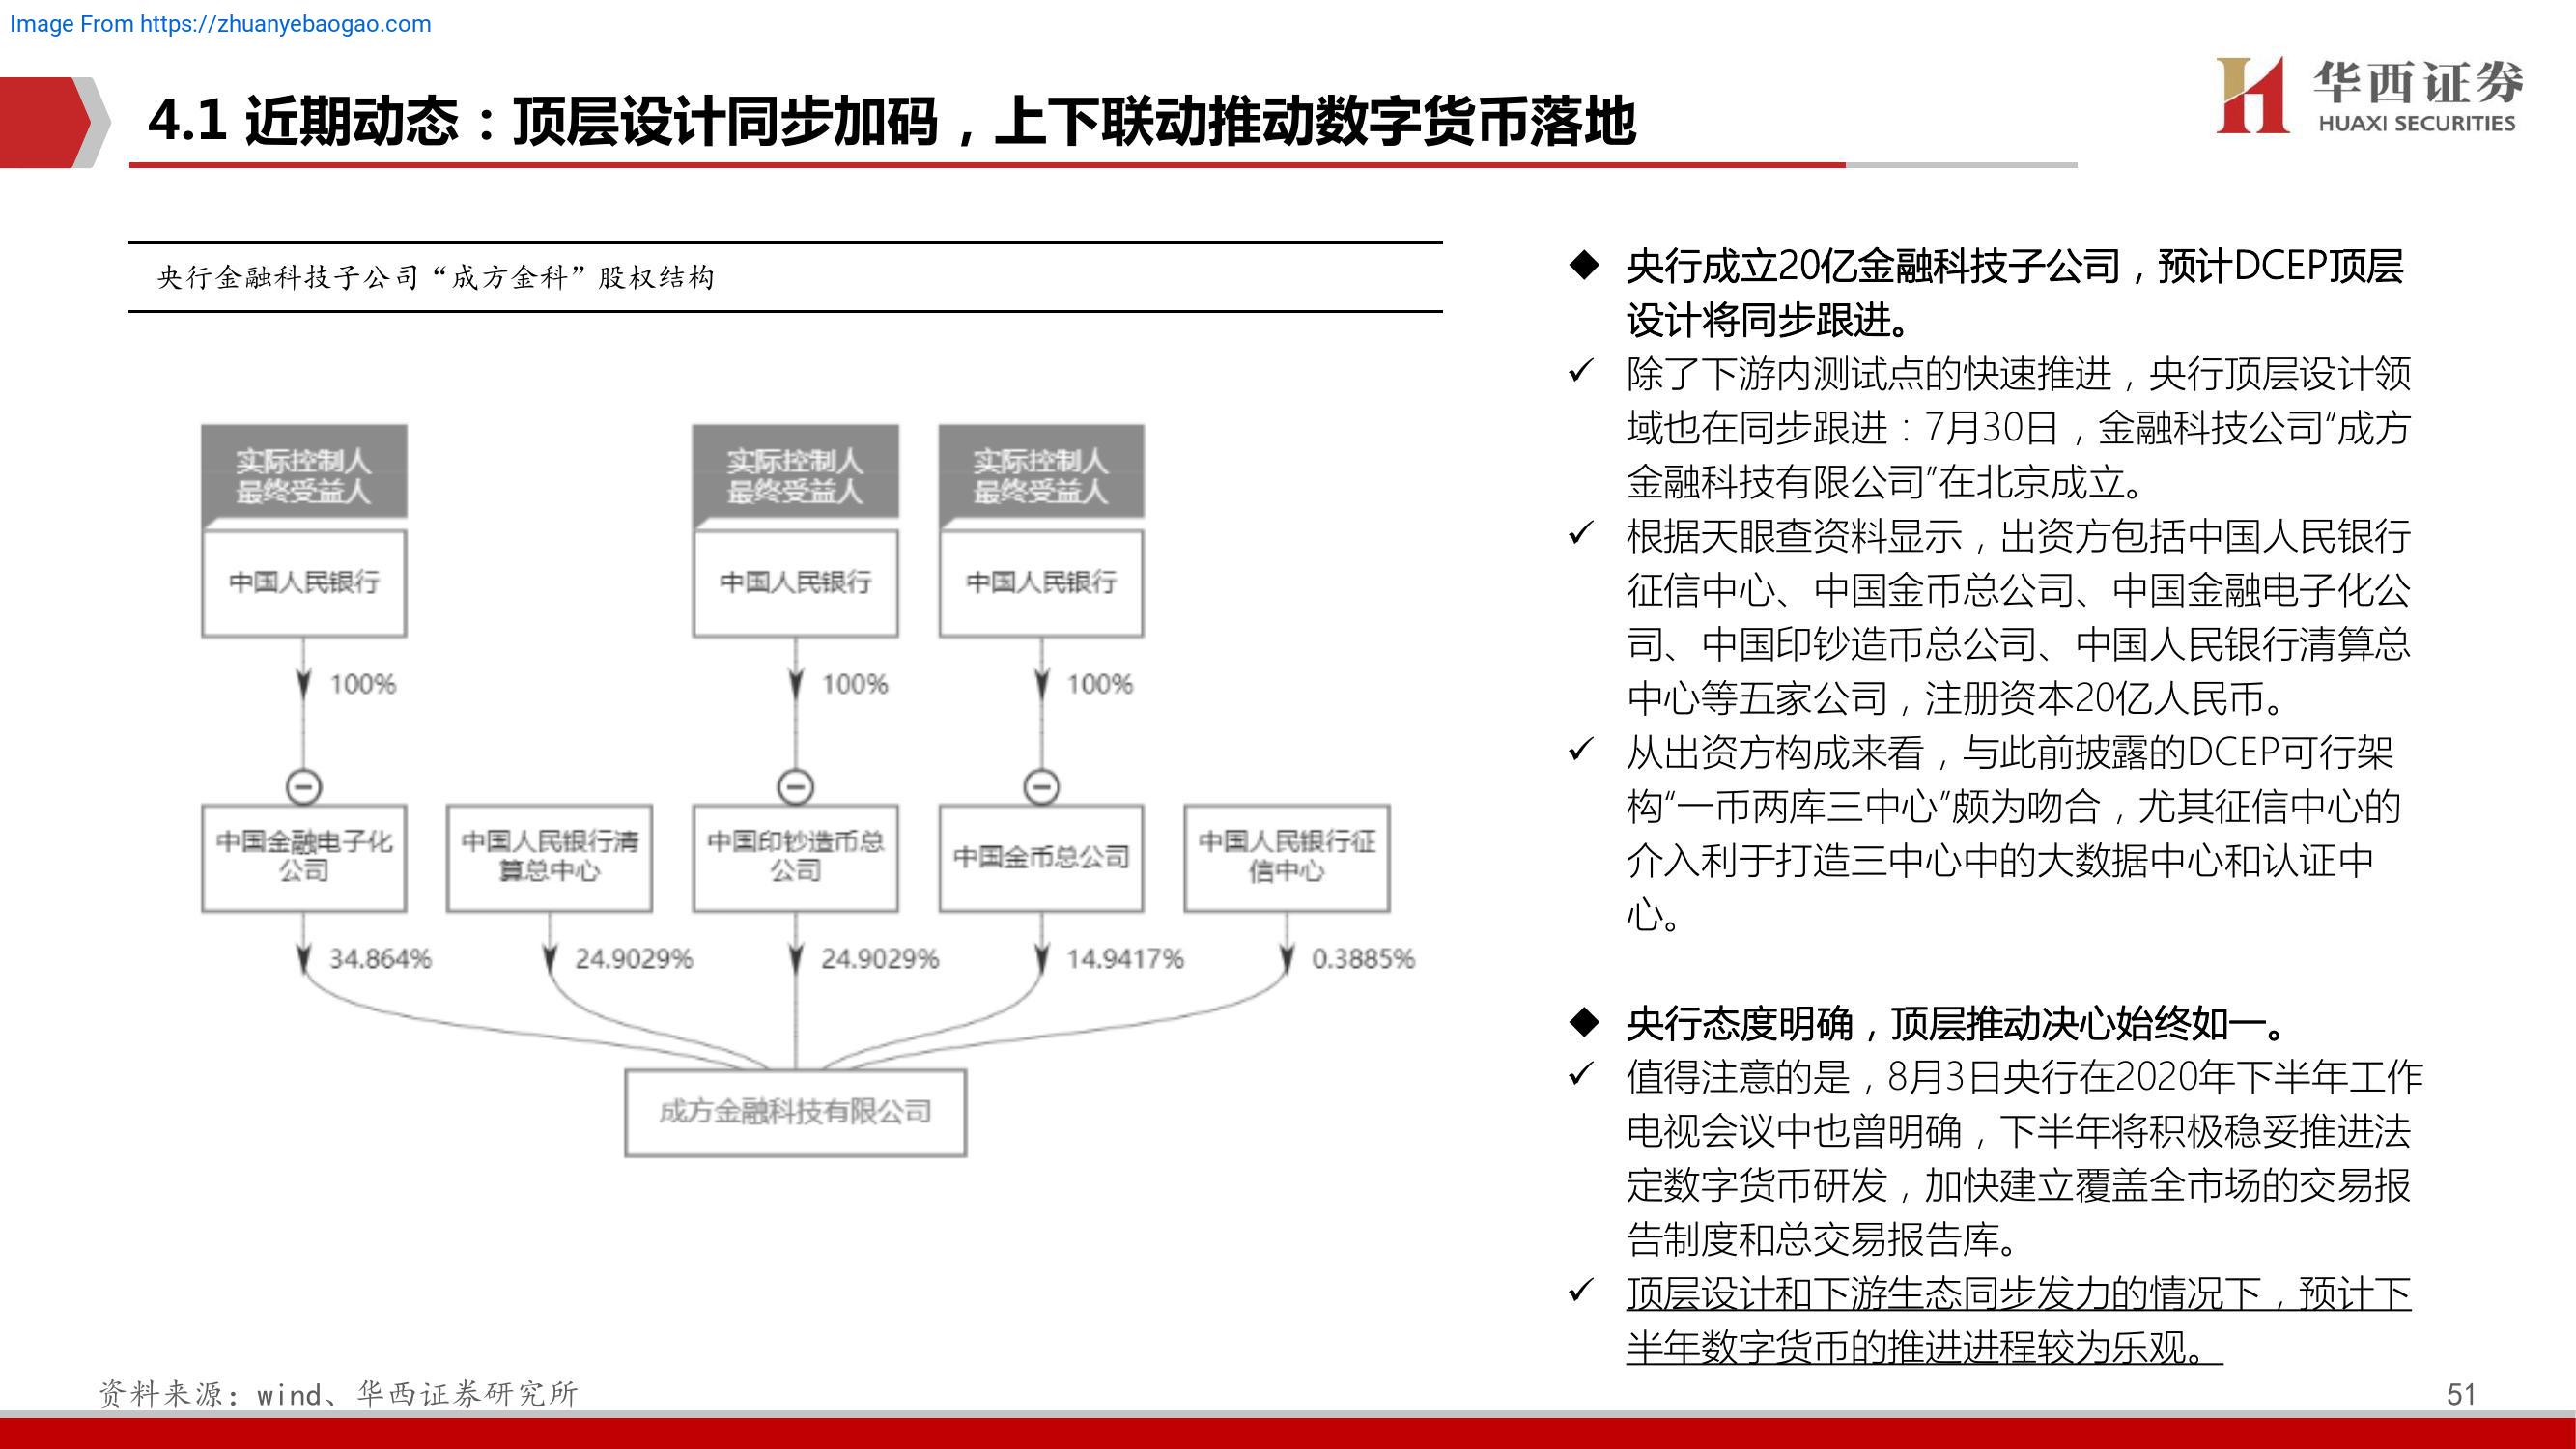 Image From https://zhuanyebaogao.com
4.1 近期动态：顶层设计同步加码，上下联动推动数字货币落地
华西证券
HUAXI SECURITIES
央行金融科技子公司“成方金科”股权结构
实际控制人
最终受益人
实际控制人
最终受益人
实际控制人
最终受益人
中国人民银行
中国人民银行
中国人民银行
100%
100%
100%
中国金融电子化
公司
中国人民银行清
算总中心
中国印钞造币总
公司
中国金币总公司
中国人民银行征
信中心
34.864%
24.9029%
24.9029%
14.9417%
0.3885%
成方金融科技有限公司
◆ 央行成立20亿金融科技子公司，预计DCEP顶层
设计将同步跟进。
✓ 除了下游内测试点的快速推进，央行顶层设计领
域也在同步跟进：7月30日，金融科技公司“成方
金融科技有限公司”在北京成立。
✓ 根据天眼查资料显示，出资方包括中国人民银行
征信中心、中国金币总公司、中国金融电子化公
司、中国印钞造币总公司、中国人民银行清算总
中心等五家公司，注册资本20亿人民币。
✓ 从出资方构成来看，与此前披露的DCEP可行架
构“一币两库三中心”颇为吻合，尤其征信中心的
介入利于打造三中心中的大数据中心和认证中
心。
◆ 央行态度明确，顶层推动决心始终如一。
✓ 值得注意的是，8月3日央行在2020年下半年工作
电视会议中也曾明确，下半年将积极稳妥推进法
定数字货币研发，加快建立覆盖全市场的交易报
告制度和总交易报告库。
✓ 顶层设计和下游生态同步发力的情况下，预计下
半年数字货币的推进进程较为乐观。
资料来源：wind、华西证券研究所
51